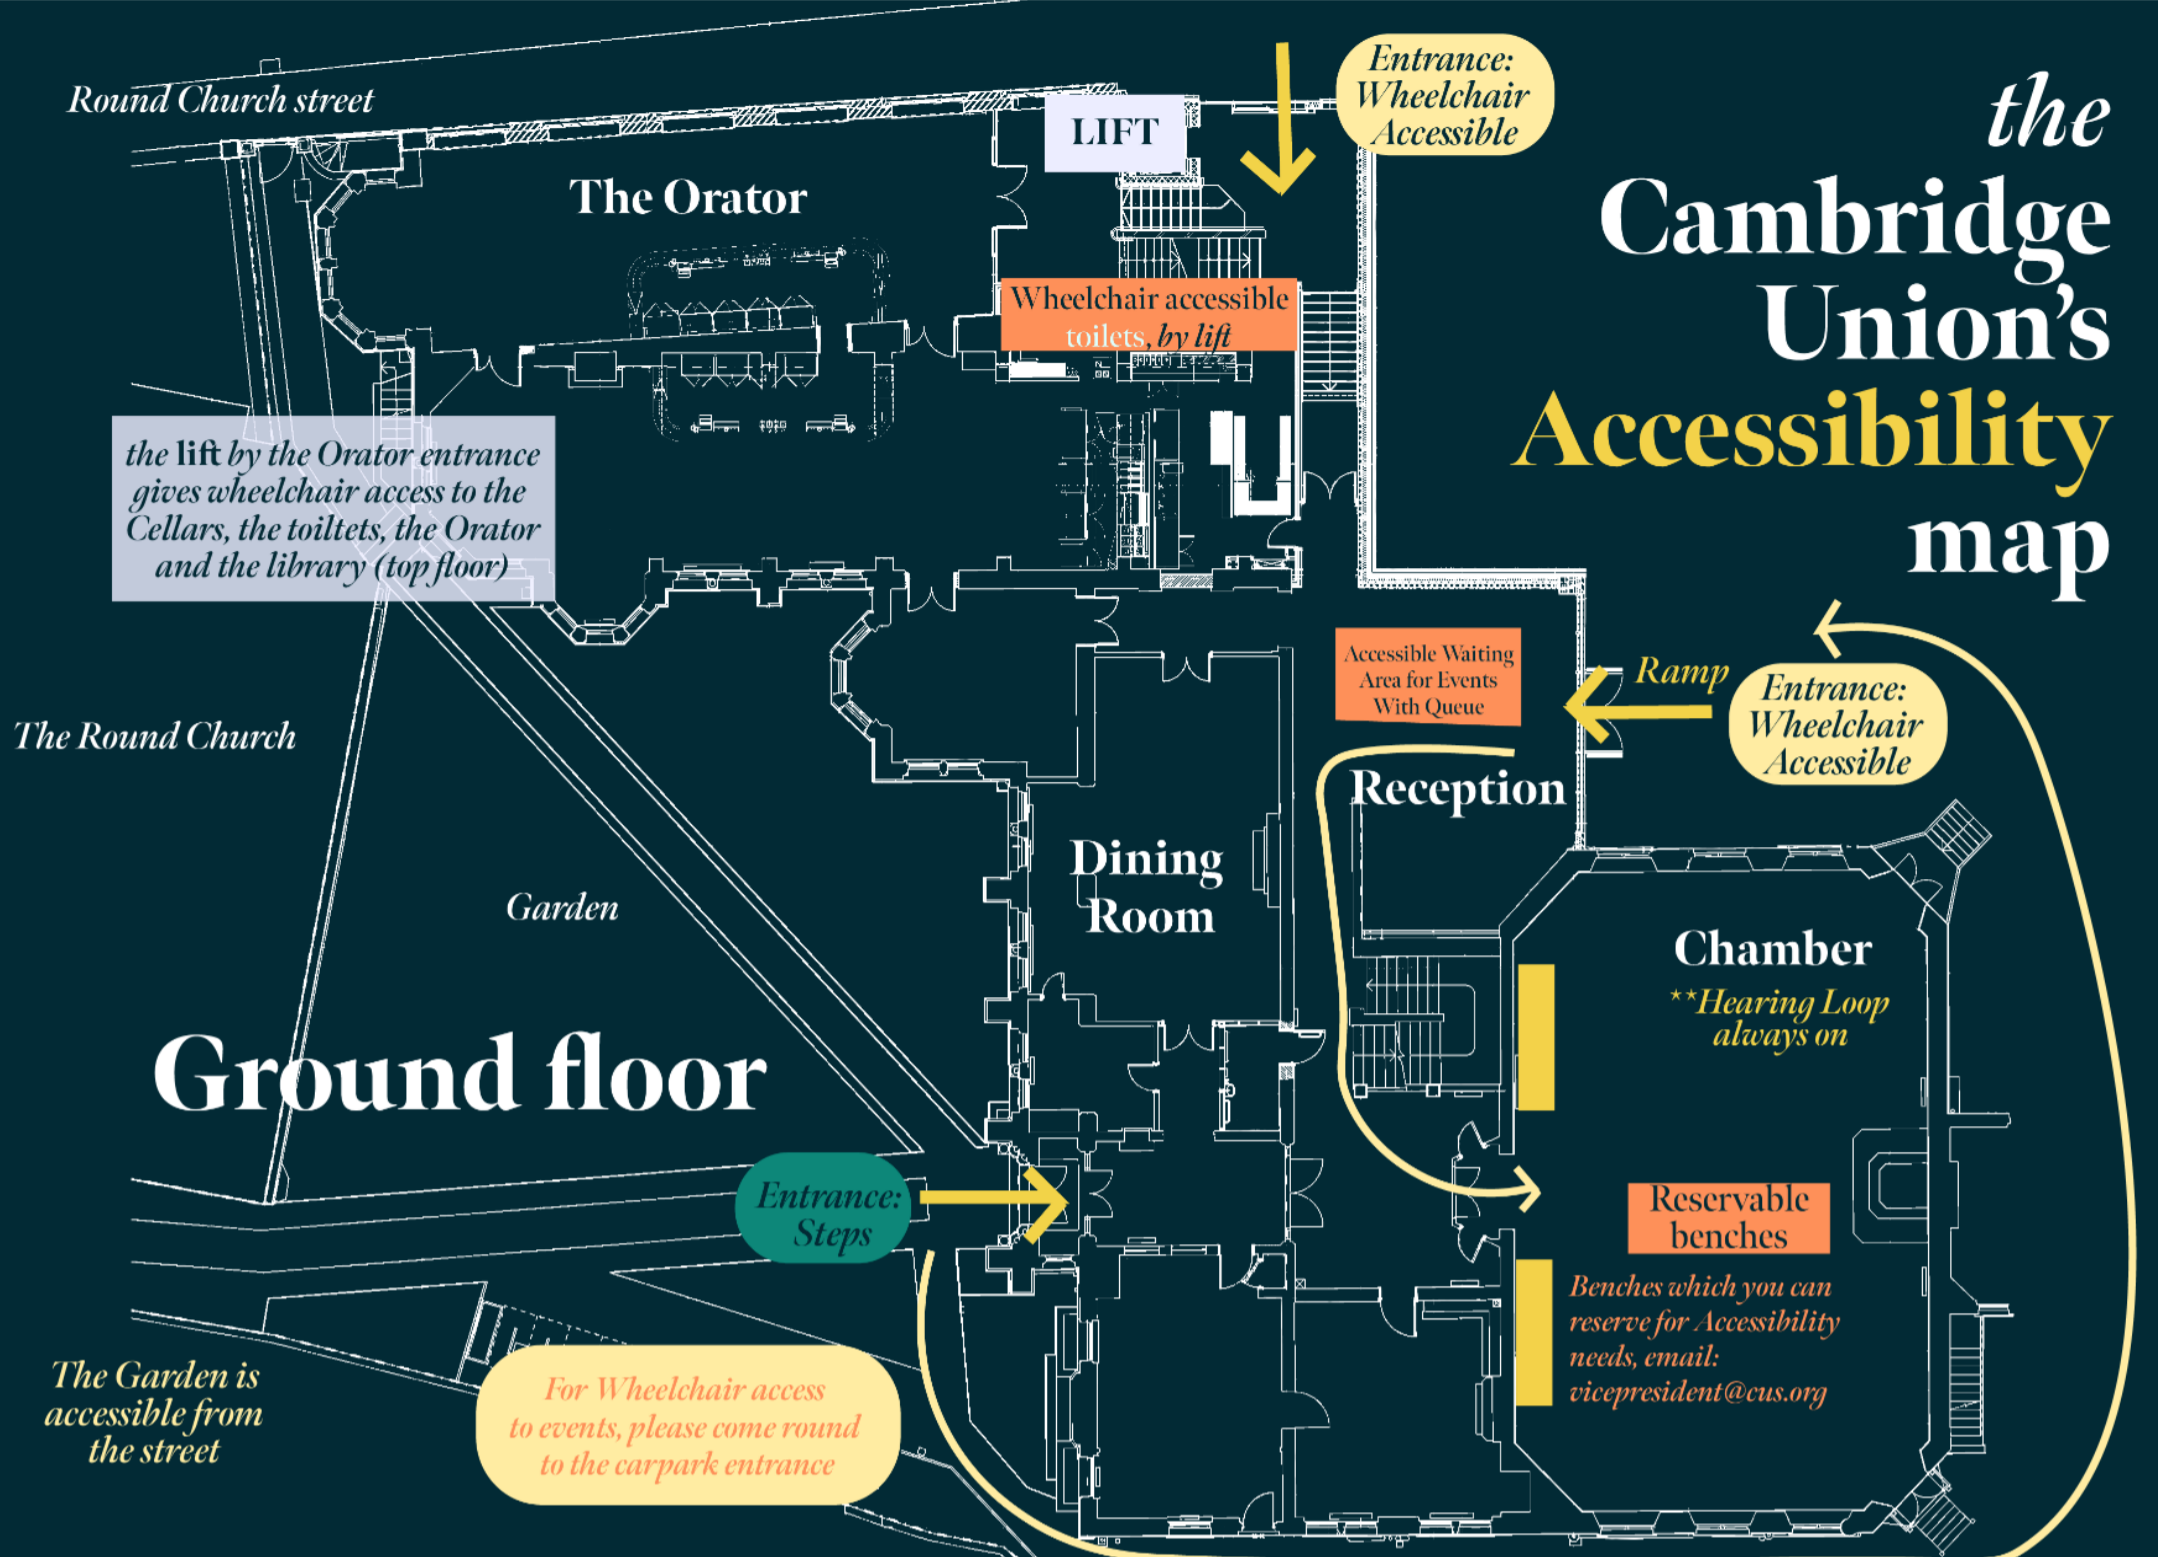 Round Church street
Entrance:
Wheelchair
Accessible
LIFT
The Orator
the
Cambridge
Union's
Accessibility
map
Wheelchair accessible
toilets, by lift
the lift by the Orator entrance
gives wheelchair access to the
Cellars, the toiltets, the Orator
and the library (top floor)
Accessible Waiting
Area for Events
With Queue
Ramp
Entrance:
Wheelchair
Accessible
The Round Church
Reception
Dining
Room
Garden
Chamber
**Hearing Loop
always on
Ground floor
Entrance:
Steps
Reservable
benches
Benches which you can
reserve for Accessibility
needs, email:
vicepresident@cus.org
The Garden is
accessible from
the street
For Wheelchair access
to events, please come round
to the carpark entrance